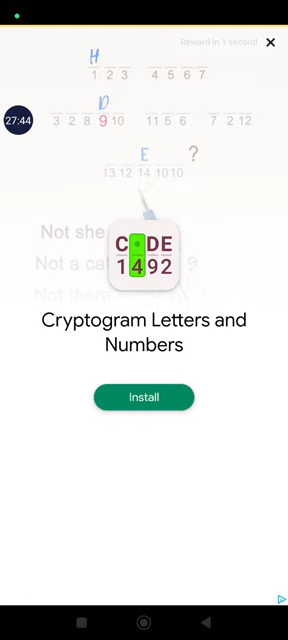 Reward in 1 second
H
1 2 3 4 5 6 7
D
3 2 8 9 10 11 5 6 7 2 12
27:44
E ?
13 12 14 10 10
Not she
C DE
Not a ca
1492
Not there
Cryptogram Letters and
Numbers
Install